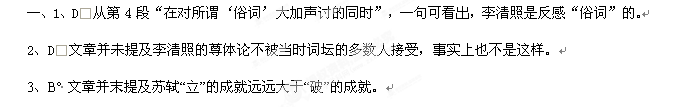 一、1、D□从第 4 段“在对所谓‘俗词’大加声讨的同时”，一句可看出，李清照是反感“俗词”的。
2、D□文章并未提及李清照的尊体论不被当时词坛的多数人接受，事实上也不是这样。
3、B° 文章并末提及苏轼“立”的成就远远大于“破”的成就。